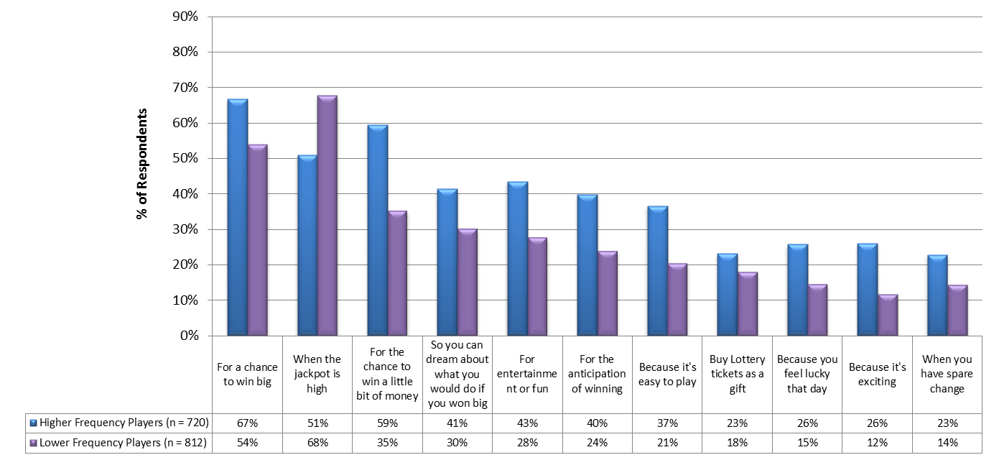 90%
80%
70%
60%
50%
40%
30%
20%
10%
0%
% of Respondents
For a chance
to win big
When the
jackpot is
high
For the
chance to
win a little
bit of money
So you can
dream about
what you
would do if
you won big
For
entertainme
nt or fun
For the
anticipation
of winning
Because it's
easy to play
Buy Lottery
tickets as a
gift
Because you
feel lucky
that day
Because it's
exciting
When you
have spare
change
Higher Frequency Players (n = 720) 67% 51% 59% 41% 43% 40% 37% 23% 26% 26% 23%
Lower Frequency Players (n = 812) 54% 68% 35% 30% 28% 24% 21% 18% 15% 12% 14%